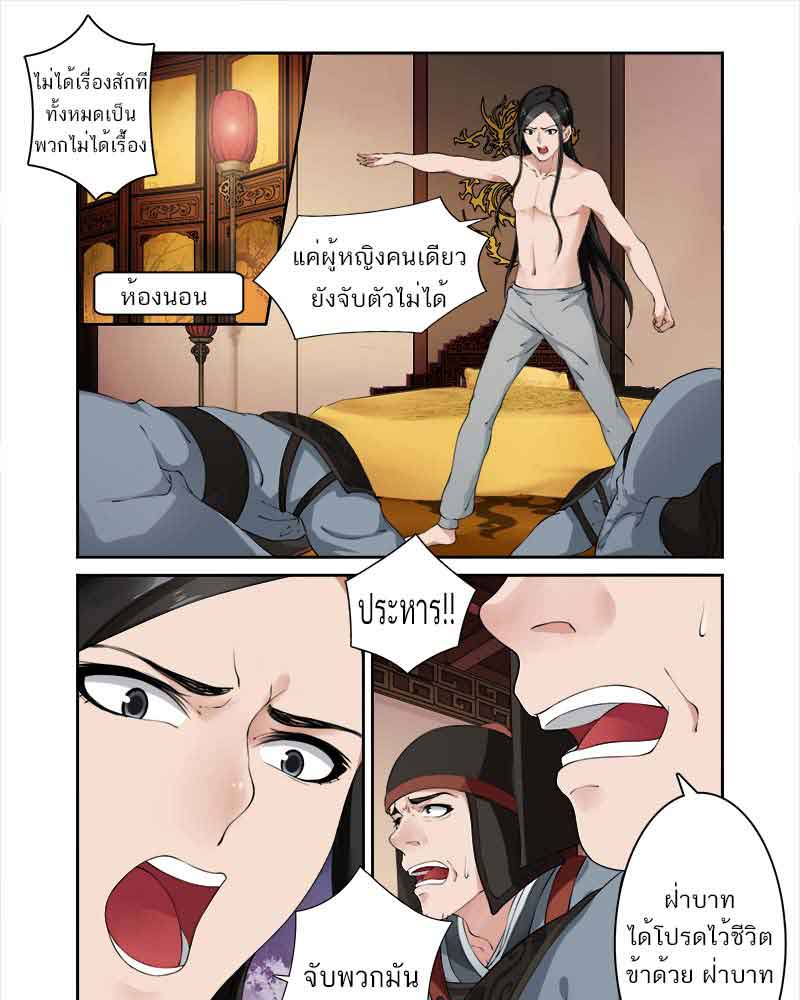 ไม่ได้เรื่องสักที
ทั้งหมดเป็น
พวกไม่ได้เรื้อง
ห้องนอน
แค่ผู้หญิงคนเดียว
ยังจับตัวไม่ได้
ประหาร!!
จับพวกมัน
ฝ่าบาท
ได้โปรดไว้ชีวิต
ข้าด้วย ฝ่าบาท